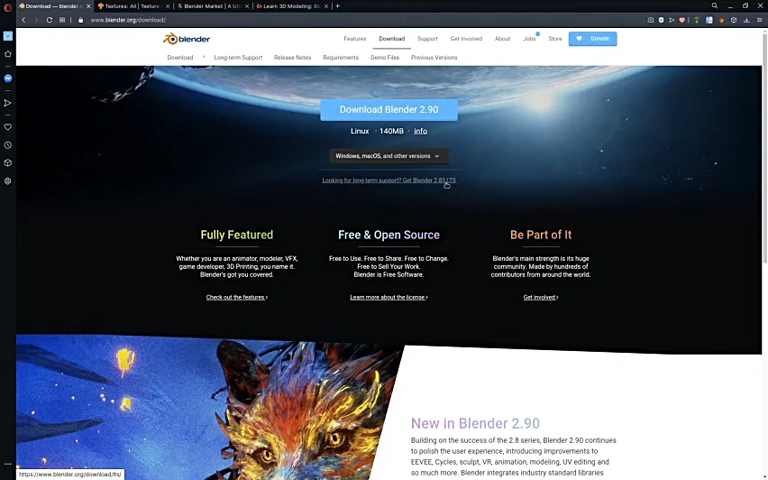 Download — blender.
Textures: All | Texture
Blender Market | A Un
Learn 3D Modeling: B
www.blender.org/download/
blender
Features
Download
Support
Get Involved
About
Jobs
Store
Donate
Download
Long-term Support
Release Notes
Requirements
Demo Files
Previous Versions
Download Blender 2.90
Linux · 140MB · info
Windows, macOS, and other versions
Looking for long-term support? Get Blender 2.83 LTS
Fully Featured
Whether you are an animator, modeler, VFX,
game developer, 3D Printing, you name it.
Blender's got you covered.
Check out the features ›
Free & Open Source
Free to Use. Free to Share. Free to Change.
Free to Sell Your Work.
Blender is Free Software.
Learn more about the license ›
Be Part of It
Blender's main strength is its huge
community. Made by hundreds of
contributors from around the world.
Get involved ›
New in Blender 2.90
Building on the success of the 2.8 series, Blender 2.90 continues
to polish the user experience, introducing improvements to
EEVEE, Cycles, sculpt, VR, animation, modeling, UV editing and
so much more. Blender integrates industry standard libraries
https://www.blender.org/download/lts/